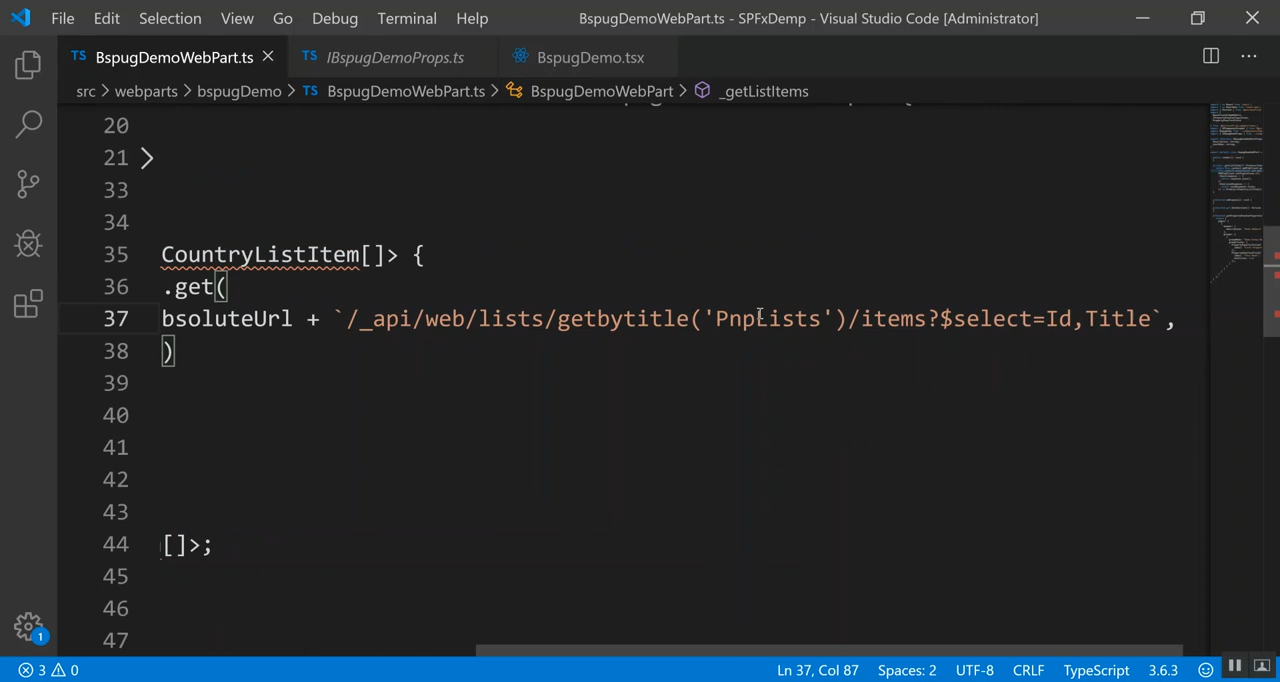 File Edit Selection View Go Debug Terminal Help BspugDemoWebPart.ts - SPFxDemp - Visual Studio Code [Administrator]
TS BspugDemoWebPart.ts TS IBspugDemoProps.ts BspugDemo.tsx
src webparts bspugDemo TS BspugDemoWebPart.ts BspugDemoWebPart _getListItems
20
21
33
34
35 CountryListItem[]> {
36 .get(
37 bsoluteUrl + `/_api/web/lists/getbytitle('PnpLists')/items?$select=Id,Title`,
38 )
39
40
41
42
43
44 []>;
45
46
47
1
3 0 Ln 37, Col 87 Spaces: 2 UTF-8 CRLF TypeScript 3.6.3